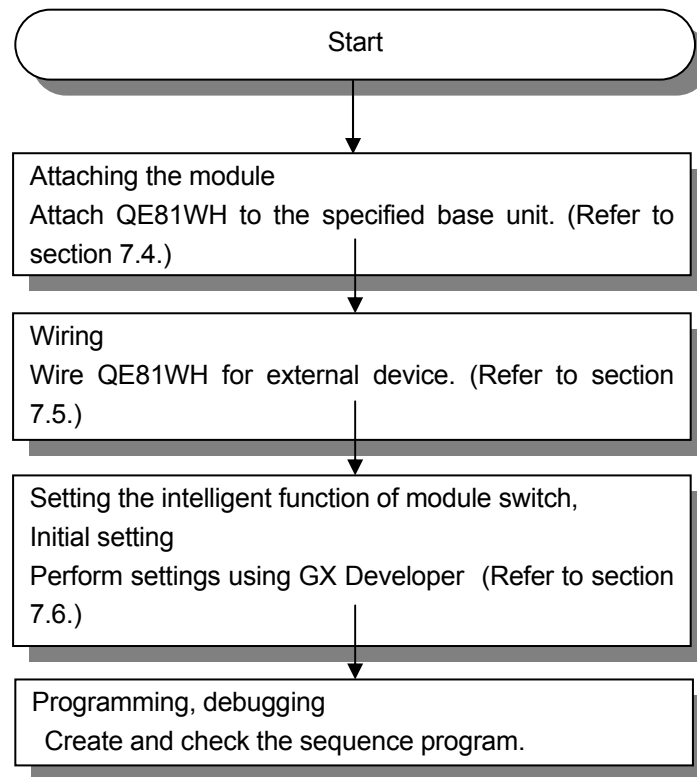 Start
Attaching the module
Attach QE81WH to the specified base unit. (Refer to
section 7.4.)
Wiring
Wire QE81WH for external device. (Refer to section
7.5.)
Setting the intelligent function of module switch,
Initial setting
Perform settings using GX Developer (Refer to section
7.6.)
Programming, debugging
Create and check the sequence program.